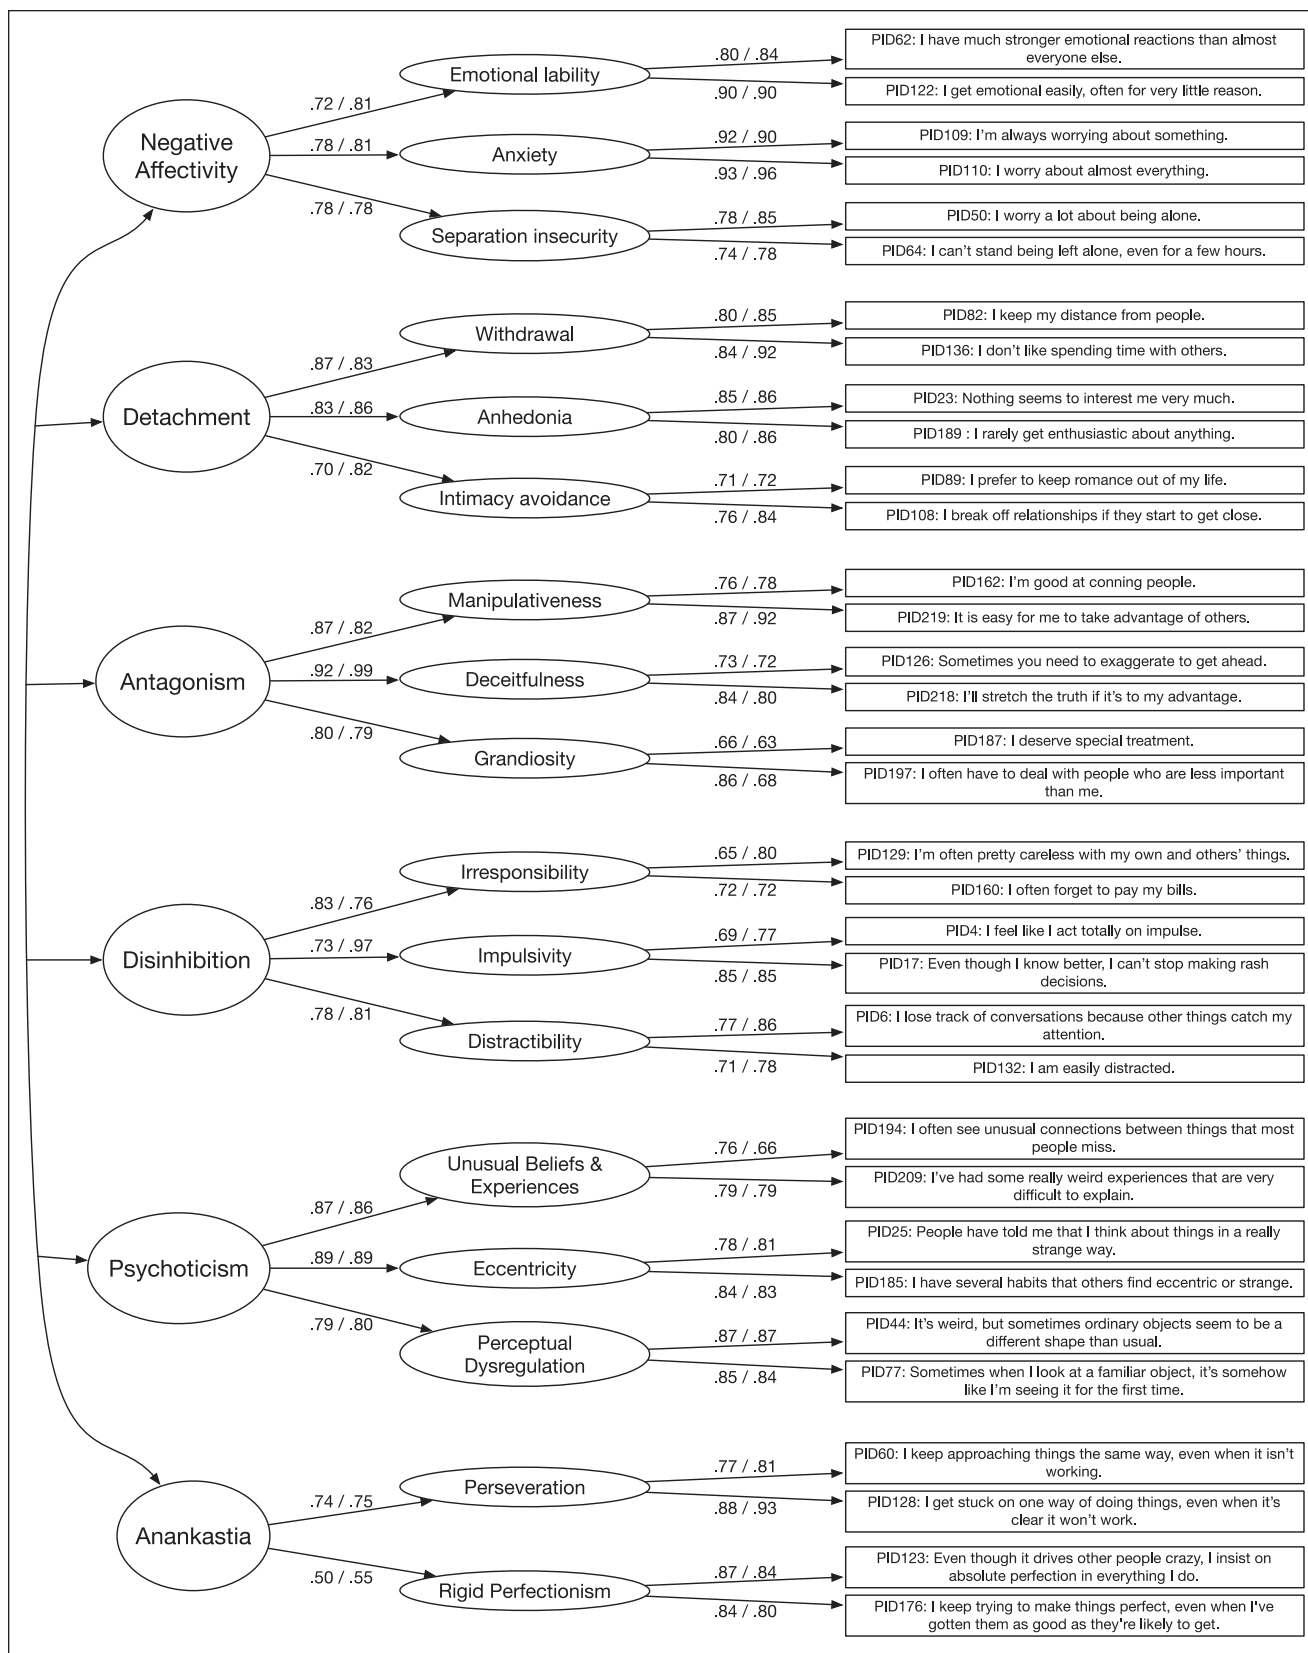 .80 / .84
PID62: I have much stronger emotional reactions than almost
everyone else.
Emotional lability
.90 / .90
PID122: I get emotional easily, often for very little reason.
.72 / .81
Negative
Affectivity
.78 / .81
Anxiety
.92 / .90
PID109: I'm always worrying about something.
.93 / .96
PID110: I worry about almost everything.
.78 / .78
Separation insecurity
.78 / .85
PID50: I worry a lot about being alone.
.74 / .78
PID64: I can't stand being left alone, even for a few hours.
Withdrawal
.80 / .85
PID82: I keep my distance from people.
.84 / .92
PID136: I don't like spending time with others.
.87 / .83
Detachment
.83 / .86
Anhedonia
.85 / .86
PID23: Nothing seems to interest me very much.
.80 / .86
PID189 : I rarely get enthusiastic about anything.
.70 / .82
Intimacy avoidance
.71 / .72
PID89: I prefer to keep romance out of my life.
.76 / .84
PID108: I break off relationships if they start to get close.
Manipulativeness
.76 / .78
PID162: I'm good at conning people.
.87 / .92
PID219: It is easy for me to take advantage of others.
.87 / .82
Antagonism
.92 / .99
Deceitfulness
.73 / .72
PID126: Sometimes you need to exaggerate to get ahead.
.84 / .80
PID218: I'll stretch the truth if it's to my advantage.
.80 / .79
Grandiosity
.66 / .63
PID187: I deserve special treatment.
.86 / .68
PID197: I often have to deal with people who are less important
than me.
Irresponsibility
.65 / .80
PID129: I'm often pretty careless with my own and others' things.
.72 / .72
PID160: I often forget to pay my bills.
.83 / .76
Disinhibition
.73 / .97
Impulsivity
.69 / .77
PID4: I feel like I act totally on impulse.
.85 / .85
PID17: Even though I know better, I can't stop making rash
decisions.
.78 / .81
Distractibility
.77 / .86
PID6: I lose track of conversations because other things catch my
attention.
.71 / .78
PID132: I am easily distracted.
Unusual Beliefs &
Experiences
.76 / .66
PID194: I often see unusual connections between things that most
people miss.
.79 / .79
PID209: I've had some really weird experiences that are very
difficult to explain.
.87 / .86
Psychoticism
.89 / .89
Eccentricity
.78 / .81
PID25: People have told me that I think about things in a really
strange way.
.84 / .83
PID185: I have several habits that others find eccentric or strange.
.79 / .80
Perceptual
Dysregulation
.87 / .87
PID44: It's weird, but sometimes ordinary objects seem to be a
different shape than usual.
.85 / .84
PID77: Sometimes when I look at a familiar object, it's somehow
like I'm seeing it for the first time.
Perseveration
.77 / .81
PID60: I keep approaching things the same way, even when it isn't
working.
.88 / .93
PID128: I get stuck on one way of doing things, even when it's
clear it won't work.
.74 / .75
Anankastia
.50 / .55
Rigid Perfectionism
.87 / .84
PID123: Even though it drives other people crazy, I insist on
absolute perfection in everything I do.
.84 / .80
PID176: I keep trying to make things perfect, even when I've
gotten them as good as they're likely to get.